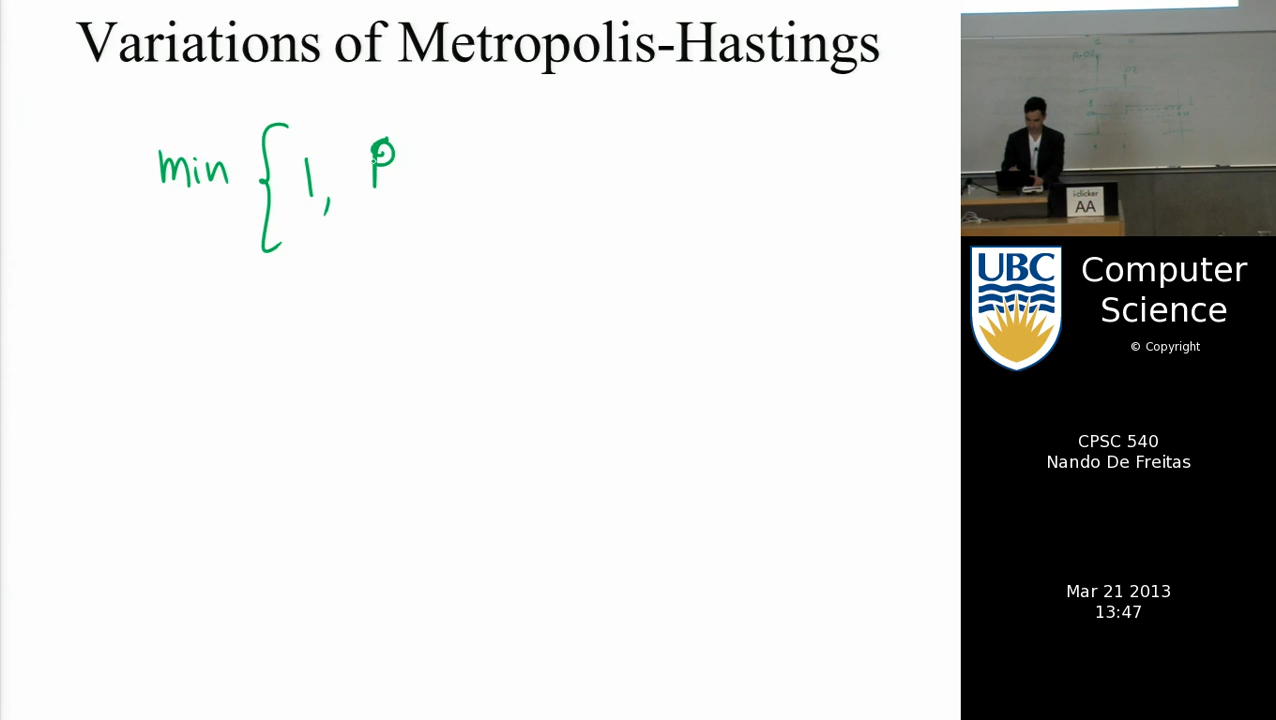 Variations of Metropolis-Hastings
min { 1, P
i clicker
AA
UBC
Computer
Science
© Copyright
CPSC 540
Nando De Freitas
Mar 21 2013
13:47